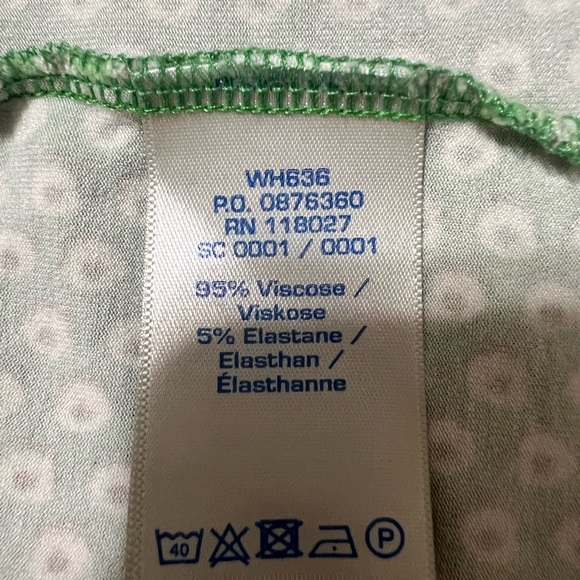 WH636
P.O. 0876360
RN 118027
SC 0001 / 0001
95% Viscose /
Viskose
5% Elastane /
Elasthan /
Élasthanne
40 P